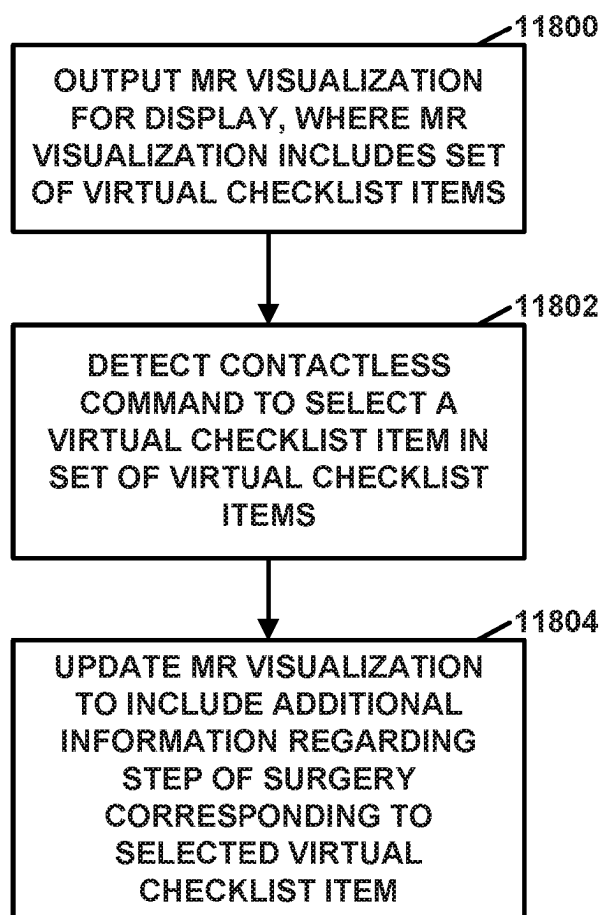 11800
OUTPUT MR VISUALIZATION
FOR DISPLAY, WHERE MR
VISUALIZATION INCLUDES SET
OF VIRTUAL CHECKLIST ITEMS
11802
DETECT CONTACTLESS
COMMAND TO SELECT A
VIRTUAL CHECKLIST ITEM IN
SET OF VIRTUAL CHECKLIST
ITEMS
11804
UPDATE MR VISUALIZATION
TO INCLUDE ADDITIONAL
INFORMATION REGARDING
STEP OF SURGERY
CORRESPONDING TO
SELECTED VIRTUAL
CHECKLIST ITEM